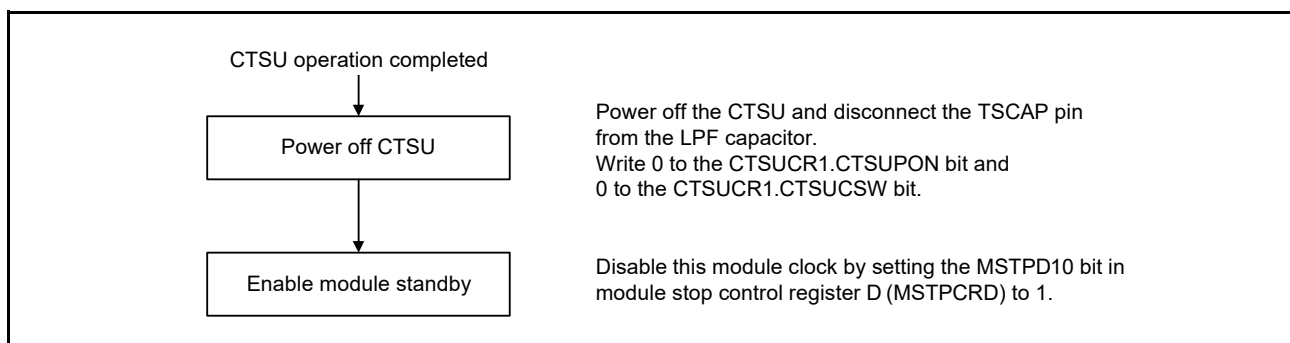 CTSU operation completed
Power off CTSU
Power off the CTSU and disconnect the TSCAP pin
from the LPF capacitor.
Write 0 to the CTSUCR1.CTSUPON bit and
0 to the CTSUCR1.CTSUCSW bit.
Enable module standby
Disable this module clock by setting the MSTPD10 bit in
module stop control register D (MSTPCRD) to 1.